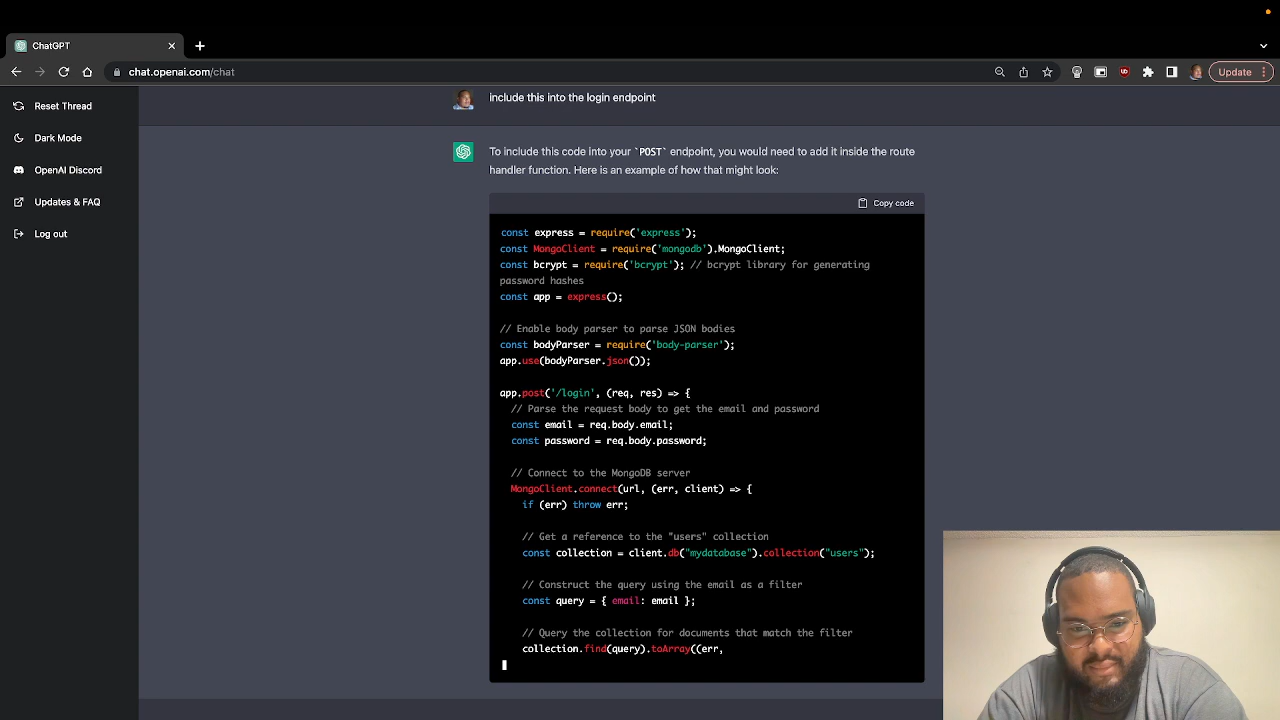 ChatGPT
chat.openai.com/chat
Update
Reset Thread
Dark Mode
OpenAI Discord
Updates & FAQ
Log out
include this into the login endpoint
To include this code into your `POST` endpoint, you would need to add it inside the route
handler function. Here is an example of how that might look:
Copy code
const express = require('express');
const MongoClient = require('mongodb').MongoClient;
const bcrypt = require('bcrypt'); // bcrypt library for generating
password hashes
const app = express();
// Enable body parser to parse JSON bodies
const bodyParser = require('body-parser');
app.use(bodyParser.json());
app.post('/login', (req, res) => {
// Parse the request body to get the email and password
const email = req.body.email;
const password = req.body.password;
// Connect to the MongoDB server
MongoClient.connect(url, (err, client) => {
if (err) throw err;
// Get a reference to the "users" collection
const collection = client.db("mydatabase").collection("users");
// Construct the query using the email as a filter
const query = { email: email };
// Query the collection for documents that match the filter
collection.find(query).toArray((err,